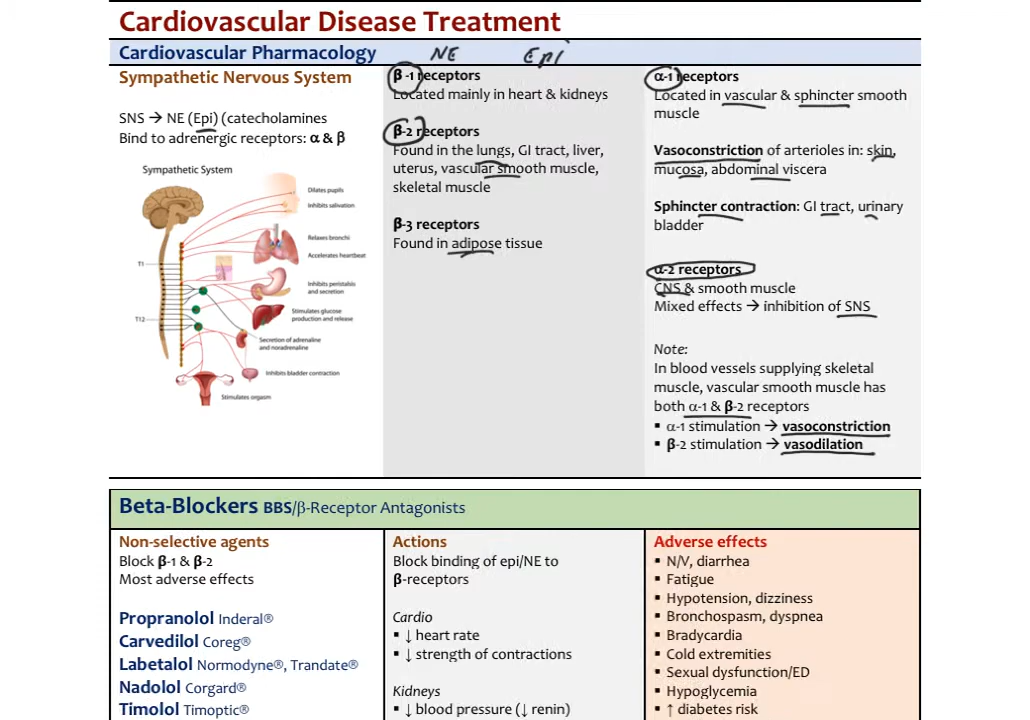 Cardiovascular Disease Treatment
Cardiovascular Pharmacology
NE Epi
Sympathetic Nervous System
SNS → NE (Epi) (catecholamines
Bind to adrenergic receptors: α & β
Sympathetic System
Dilates pupils
Inhibits salivation
Relaxes bronchi
Accelerates heartbeat
T1
Inhibits peristalsis
and secretion
Stimulates glucose
production and release
T12
Secretion of adrenaline
and noradrenaline
Inhibits bladder contraction
Stimulates orgasm
β-1 receptors
Located mainly in heart & kidneys
β-2 receptors
Found in the lungs, GI tract, liver,
uterus, vascular smooth muscle,
skeletal muscle
β-3 receptors
Found in adipose tissue
α-1 receptors
Located in vascular & sphincter smooth
muscle
Vasoconstriction of arterioles in: skin,
mucosa, abdominal viscera
Sphincter contraction: GI tract, urinary
bladder
α-2 receptors
CNS & smooth muscle
Mixed effects → inhibition of SNS
Note:
In blood vessels supplying skeletal
muscle, vascular smooth muscle has
both α-1 & β-2 receptors
▪ α-1 stimulation → vasoconstriction
▪ β-2 stimulation → vasodilation
Beta-Blockers BBS/β-Receptor Antagonists
Non-selective agents
Block β-1 & β-2
Most adverse effects
Propranolol Inderal®
Carvedilol Coreg®
Labetalol Normodyne®, Trandate®
Nadolol Corgard®
Timolol Timoptic®
Actions
Block binding of epi/NE to
β-receptors
Cardio
▪ ↓ heart rate
▪ ↓ strength of contractions
Kidneys
▪ ↓ blood pressure (↓ renin)
Adverse effects
▪ N/V, diarrhea
▪ Fatigue
▪ Hypotension, dizziness
▪ Bronchospasm, dyspnea
▪ Bradycardia
▪ Cold extremities
▪ Sexual dysfunction/ED
▪ Hypoglycemia
▪ ↑ diabetes risk